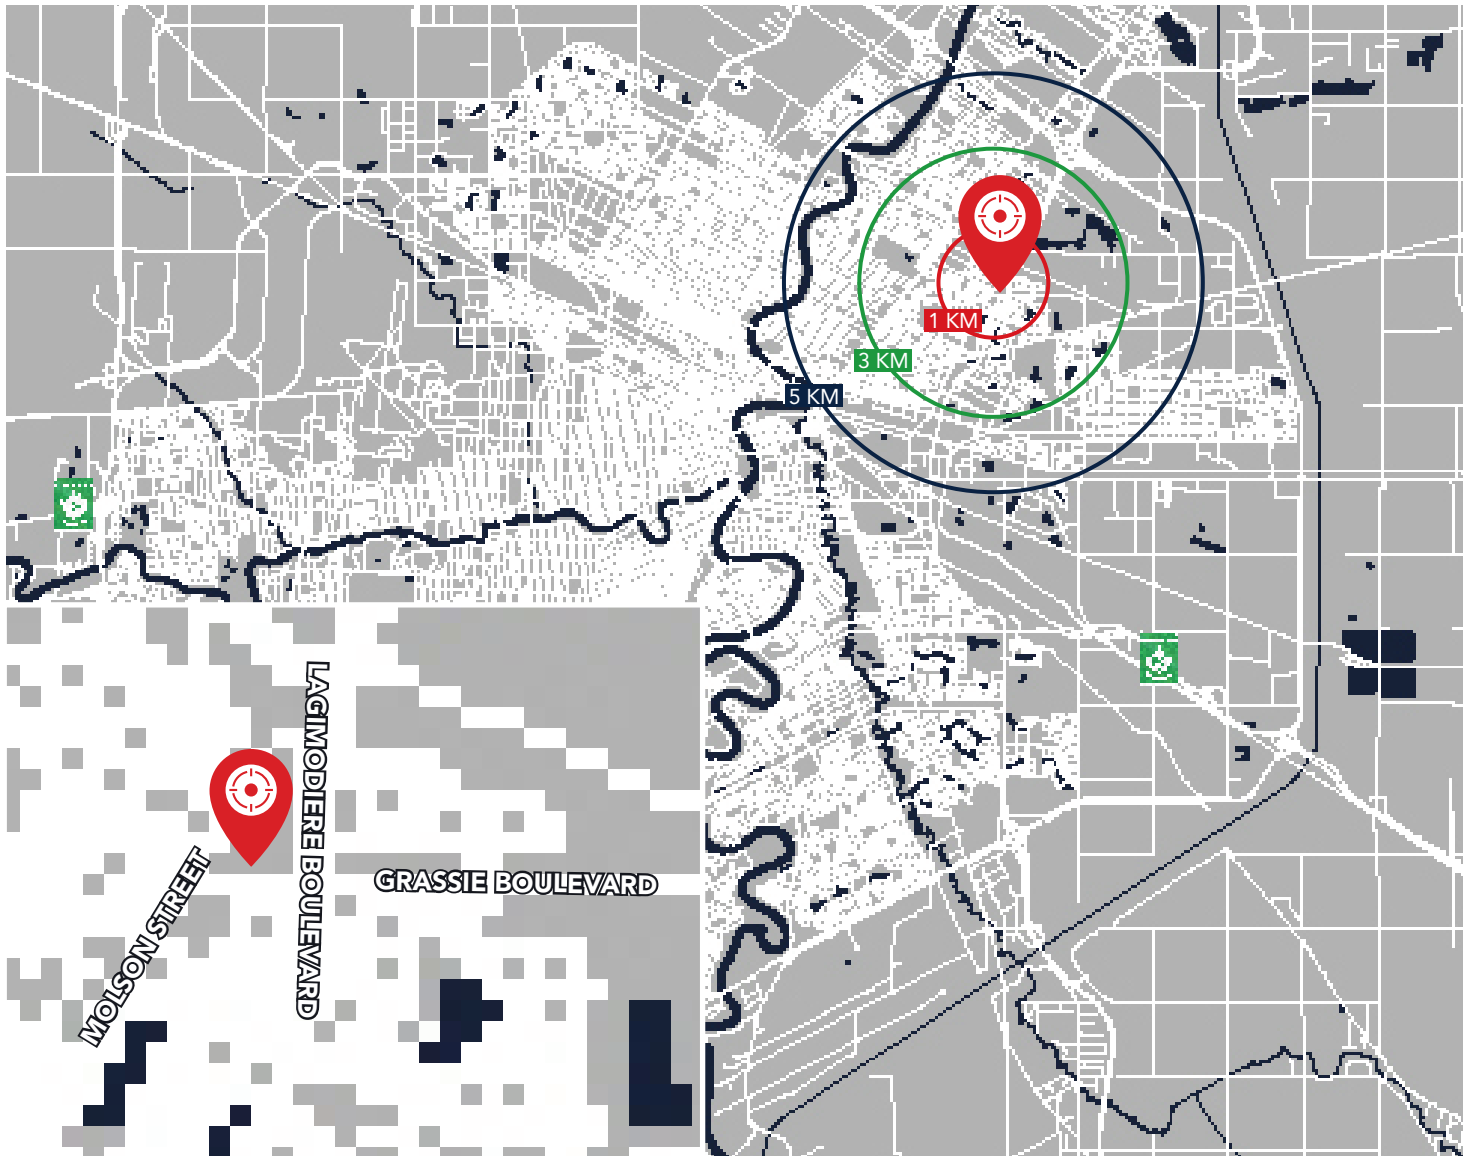 1 KM
3 KM
5 KM
LAGIMODIERE BOULEVARD
MOLSON STREET
GRASSIE BOULEVARD